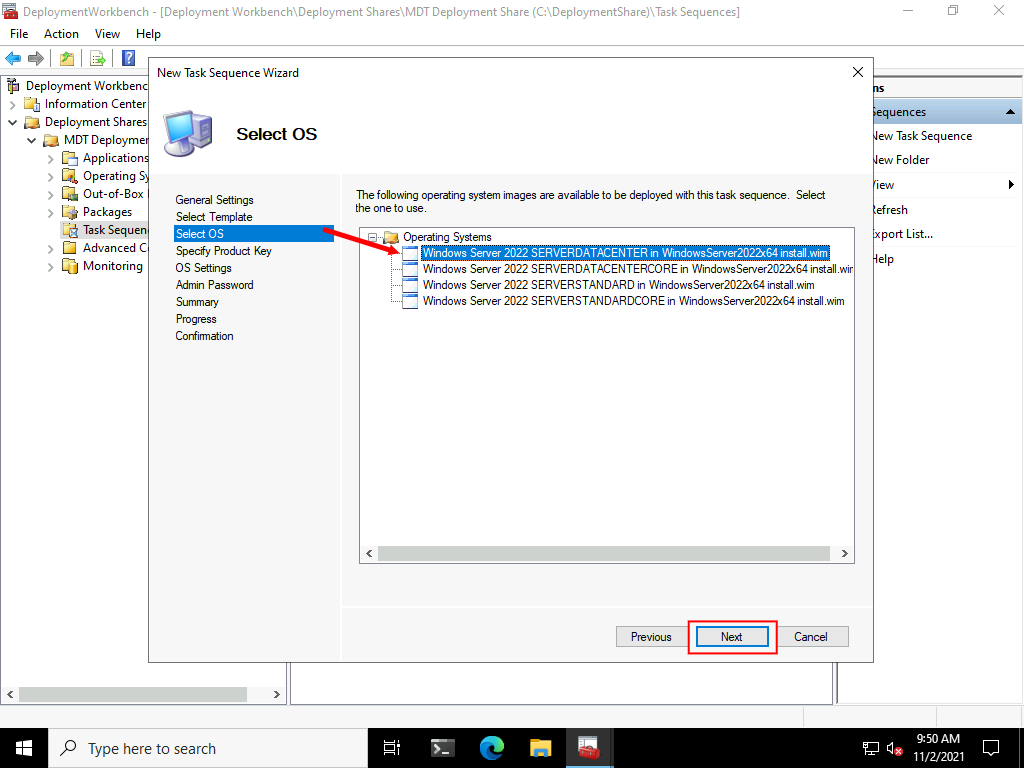 DeploymentWorkbench - [Deployment Workbench\Deployment Shares\MDT Deployment Share (C:\DeploymentShare)\Task Sequences]
File Action View Help
Deployment Workbenc
Information Center
Deployment Shares
MDT Deploymer
Applications
Operating Sy
Out-of-Box
Packages
Task Sequen
Advanced C
Monitoring
New Task Sequence Wizard
Select OS
General Settings
Select Template
Select OS
Specify Product Key
OS Settings
Admin Password
Summary
Progress
Confirmation
The following operating system images are available to be deployed with this task sequence. Select
the one to use.
Operating Systems
Windows Server 2022 SERVERDATACENTER in WindowsServer2022x64 install.wim
Windows Server 2022 SERVERDATACENTERCORE in WindowsServer2022x64 install.wir
Windows Server 2022 SERVERSTANDARD in WindowsServer2022x64 install.wim
Windows Server 2022 SERVERSTANDARDCORE in WindowsServer2022x64 install.wim
Previous Next Cancel
ns
Sequences
New Task Sequence
New Folder
View
Refresh
Export List...
Help
Type here to search
9:50 AM
11/2/2021